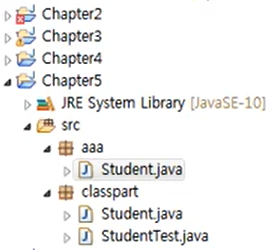 Chapter2
Chapter3
Chapter4
Chapter5
JRE System Library [JavaSE-10]
src
aaa
Student.java
classpart
Student.java
StudentTest.java